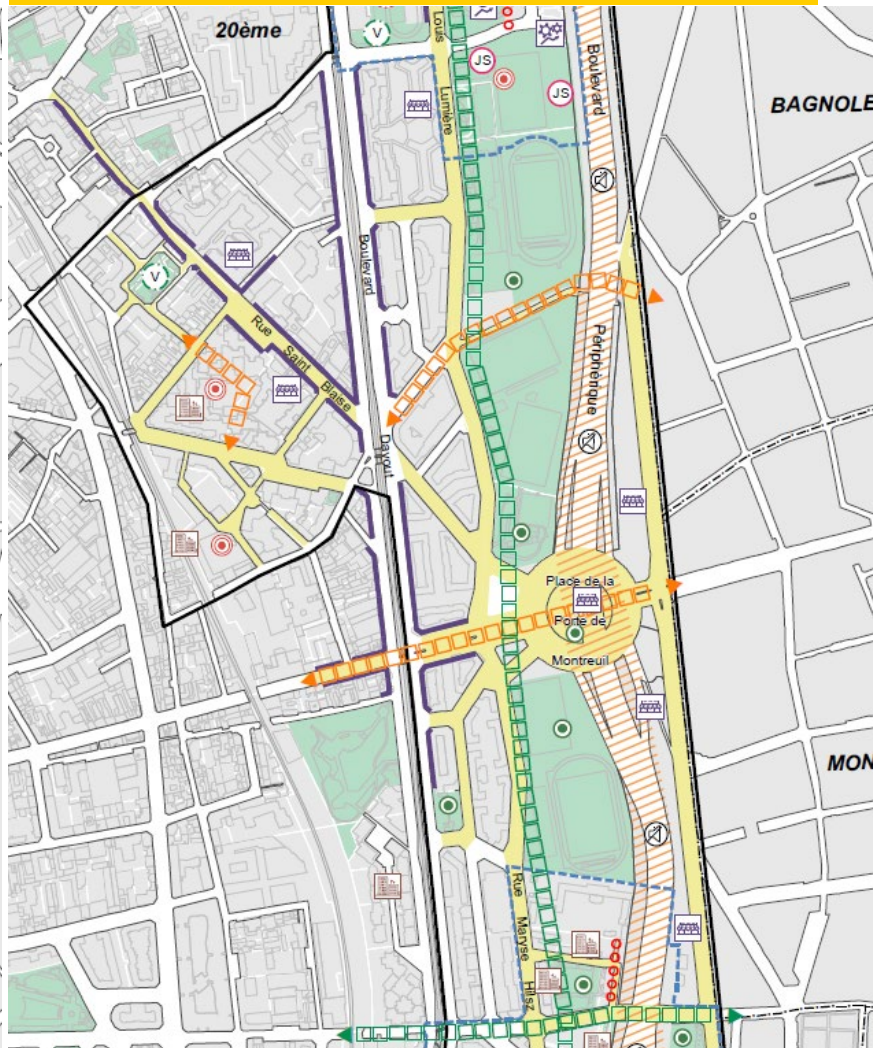 20ème
V
Louis
Lumière
JS
JS
Boulevard
BAGNOLE
V
Boulevard
Rue
Saint
Blaise
Périphérique
Davout
Place de la
Porte de
Montreuil
MON
Rue
Maryse
Hilsz